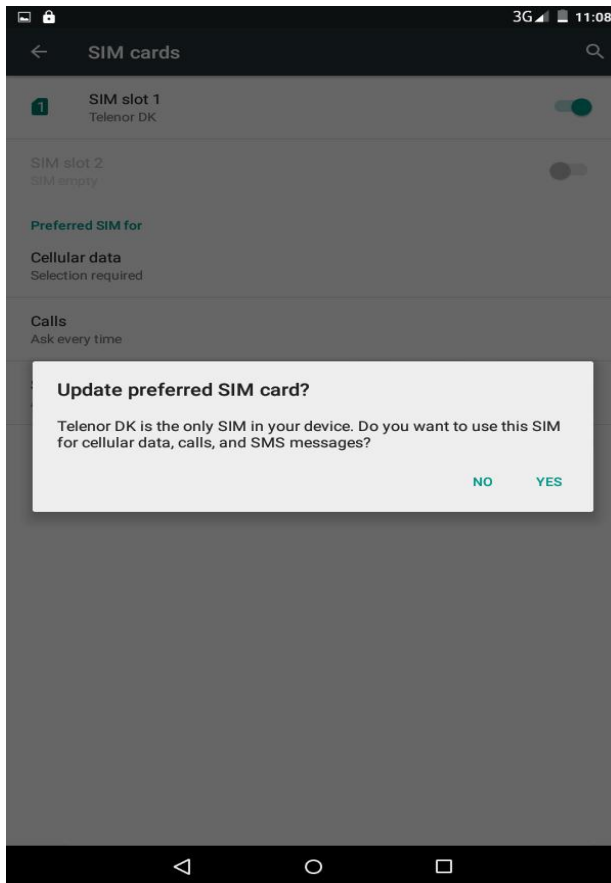 3G 11:08
SIM cards
1
SIM slot 1
Telenor DK
SIM slot 2
SIM empty
Preferred SIM for
Cellular data
Selection required
Calls
Ask every time
Update preferred SIM card?
Telenor DK is the only SIM in your device. Do you want to use this SIM
for cellular data, calls, and SMS messages?
NO YES